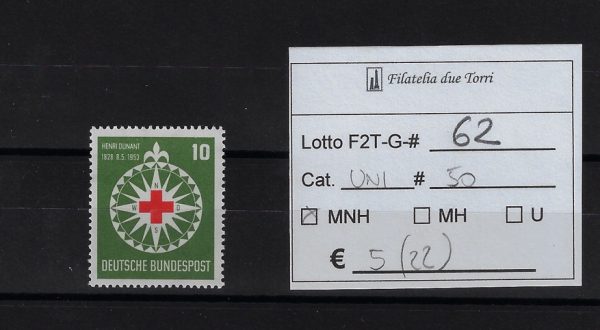 HENRI DUNANT
1828 8.5.1953
10
N
W O
S
DEUTSCHE BUNDESPOST
Filatelia due Torri
Lotto F2T-G-# 62
Cat. UNI # 50
MNH MH U
€ 5 (22)